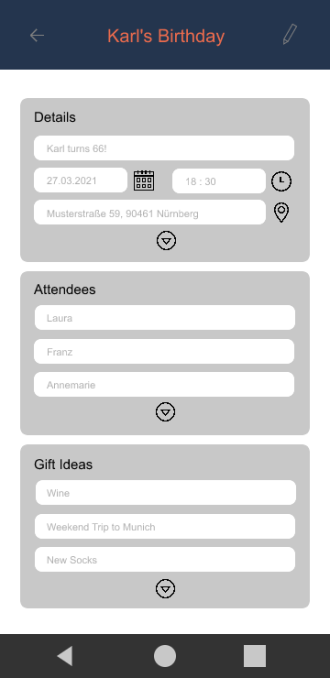 Karl's Birthday
Details
Karl turns 66!
27.03.2021
18 : 30
Musterstraße 59, 90461 Nürnberg
Attendees
Laura
Franz
Annemarie
Gift Ideas
Wine
Weekend Trip to Munich
New Socks